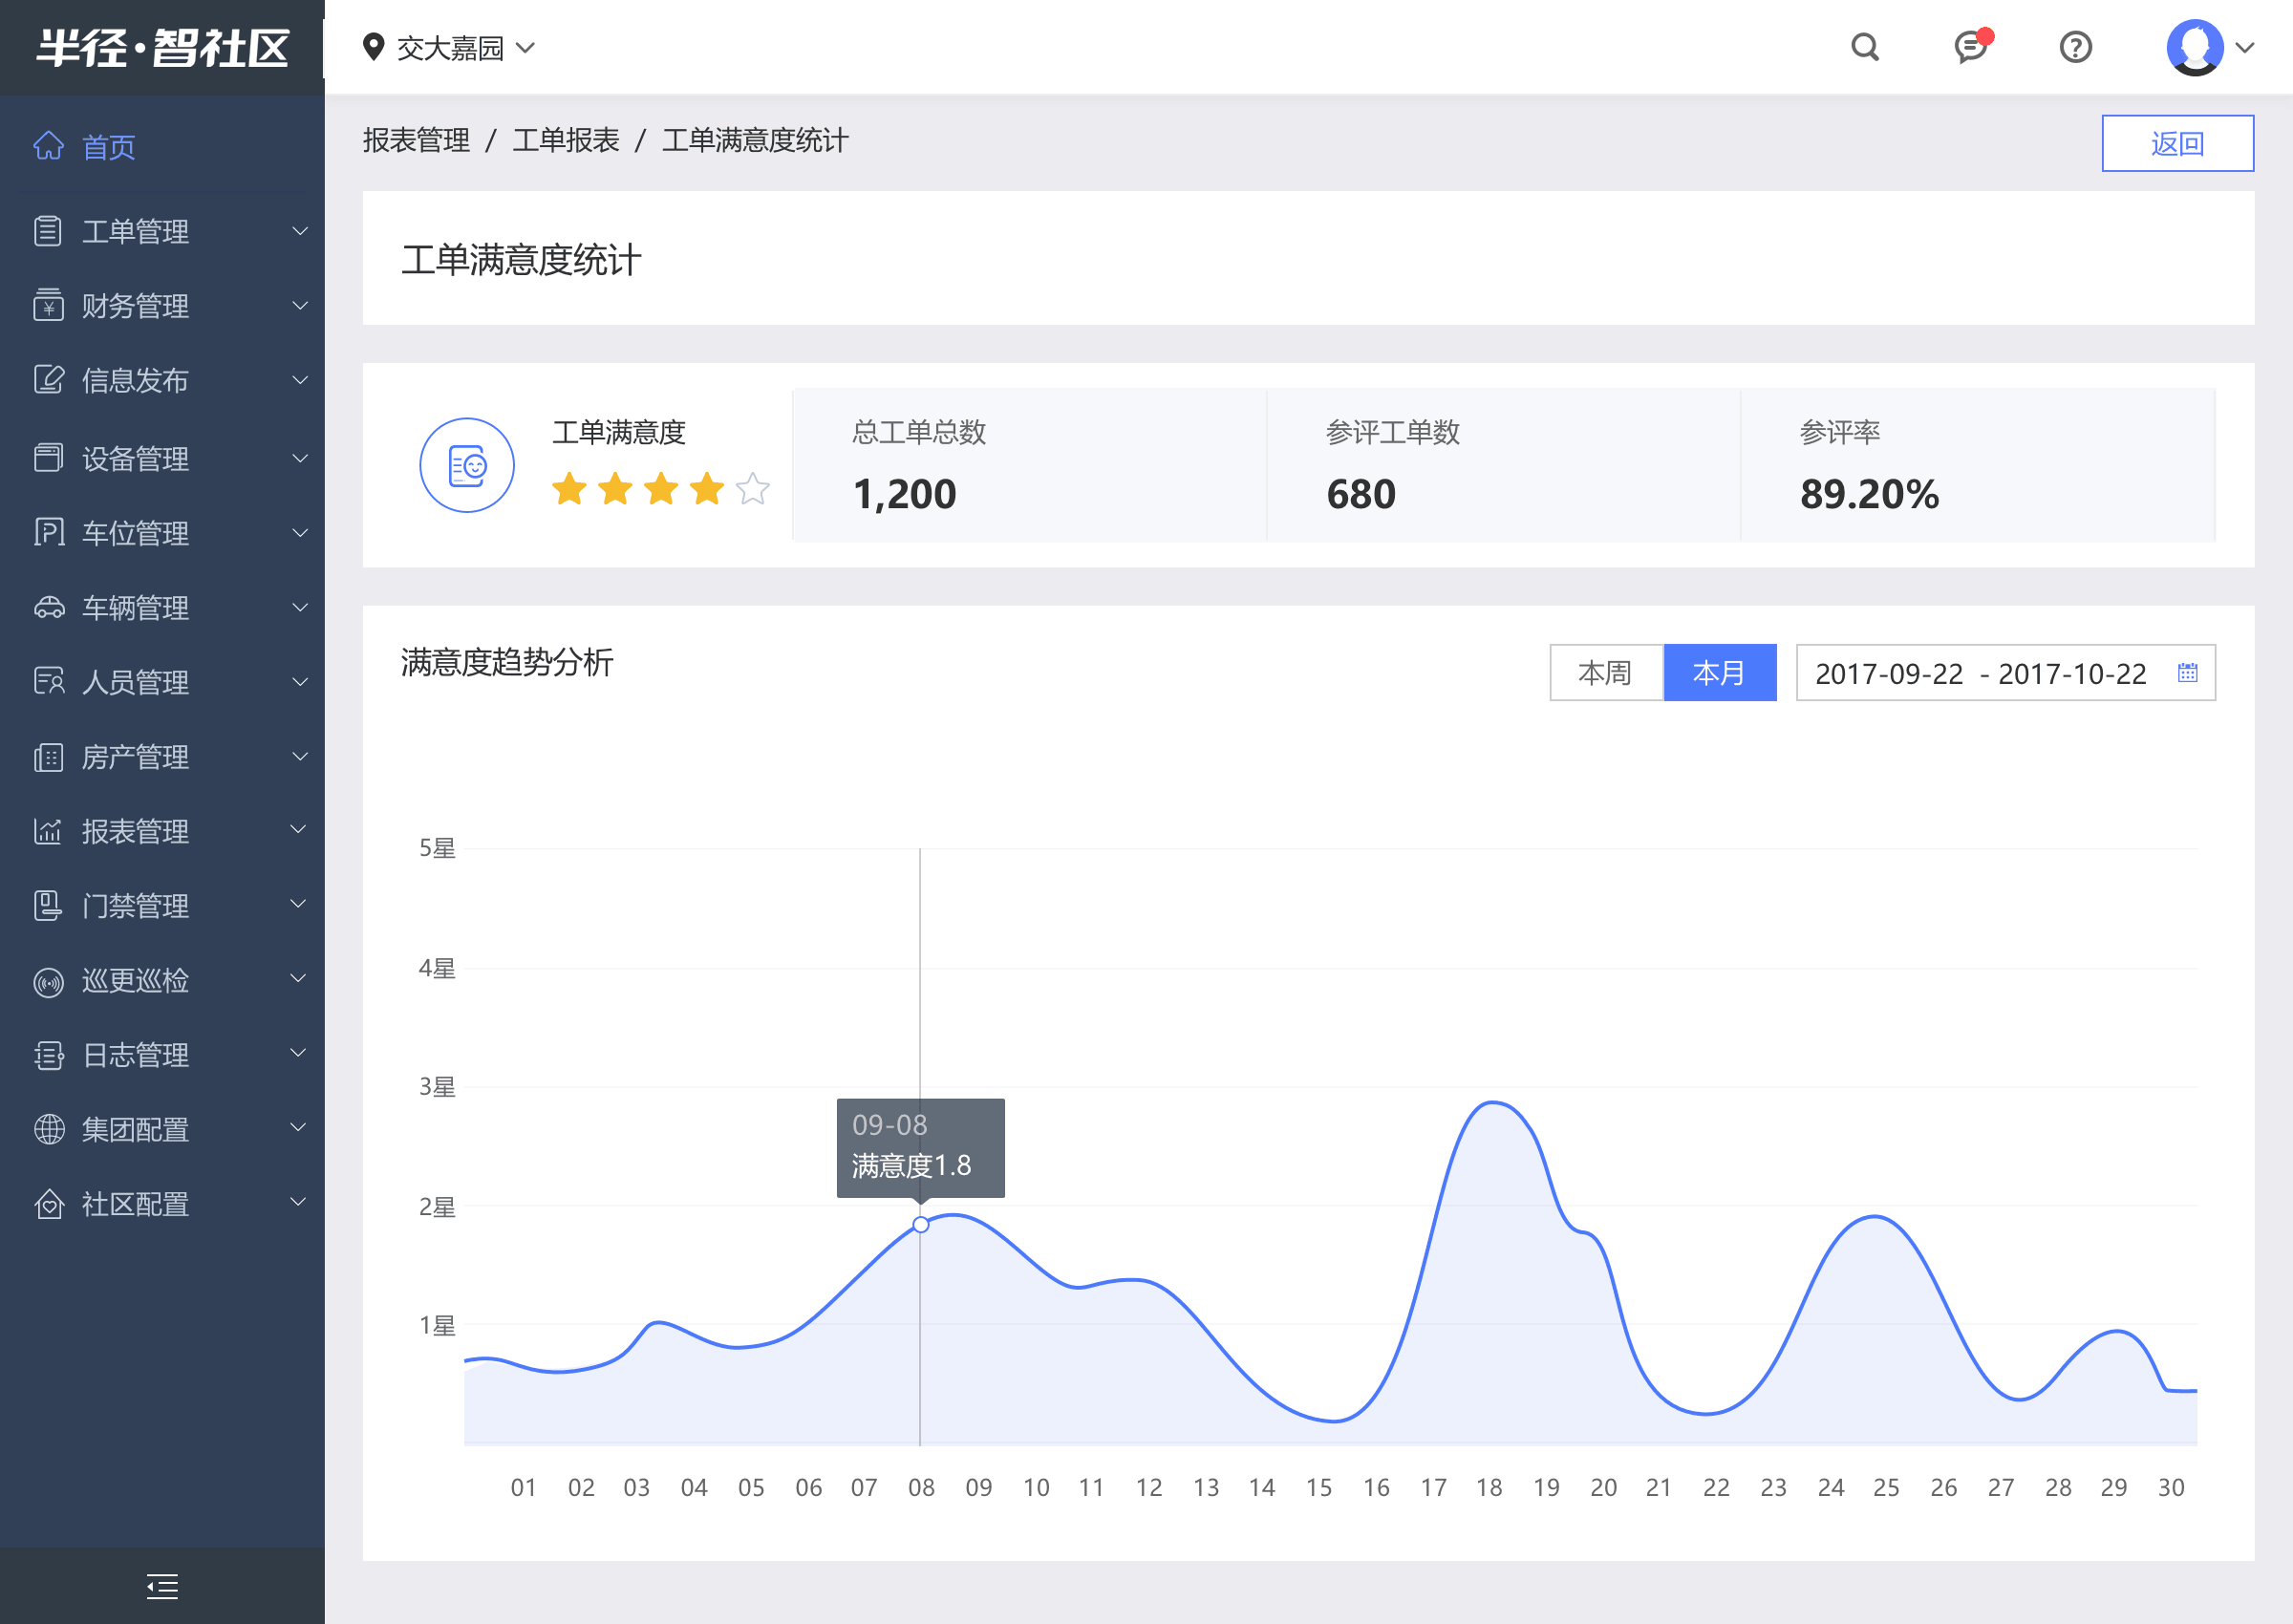 半径·智社区
交大嘉园
首页
工单管理
财务管理
信息发布
设备管理
车位管理
车辆管理
人员管理
房产管理
报表管理
门禁管理
巡更巡检
日志管理
集团配置
社区配置
报表管理 / 工单报表 / 工单满意度统计
返回
工单满意度统计
工单满意度
总工单总数
1,200
参评工单数
680
参评率
89.20%
满意度趋势分析
本周
本月
2017-09-22 - 2017-10-22
5星
4星
3星
2星
1星
09-08
满意度1.8
01 02 03 04 05 06 07 08 09 10 11 12 13 14 15 16 17 18 19 20 21 22 23 24 25 26 27 28 29 30